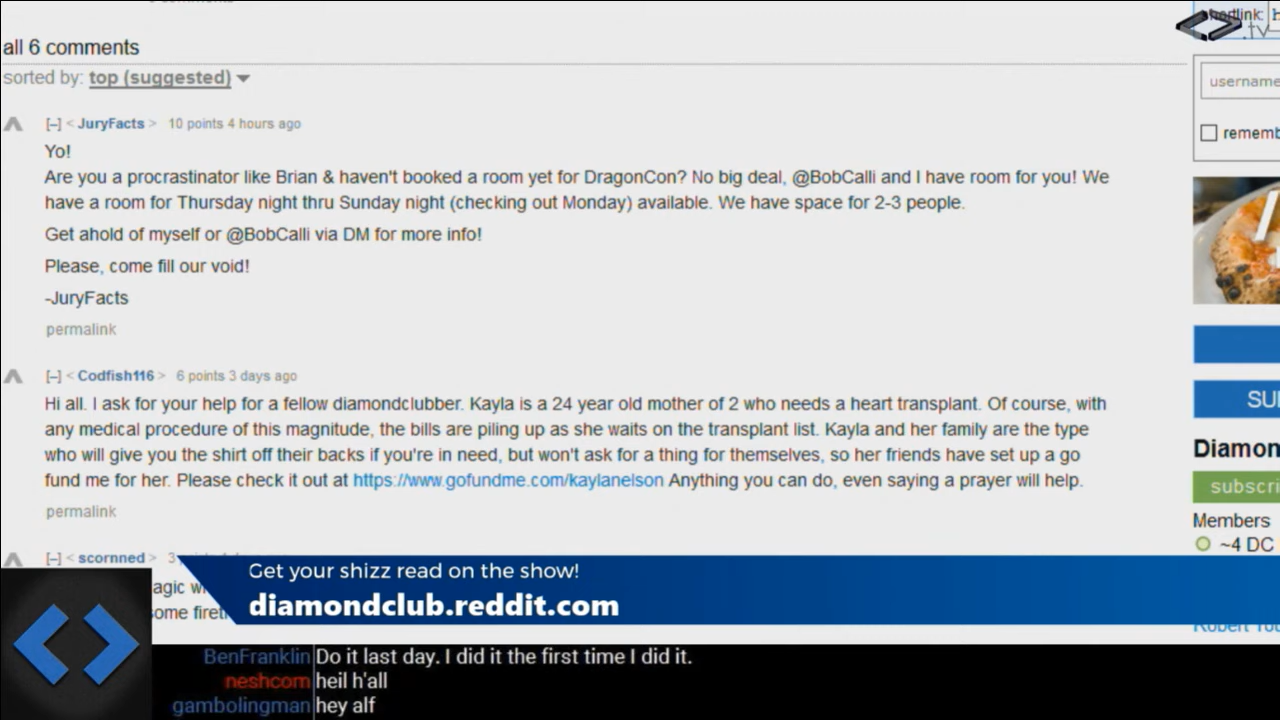 all 6 comments
sorted by: top (suggested)
shortlink:
.tv
username
rememb
[–] < JuryFacts > 10 points 4 hours ago
Yo!
Are you a procrastinator like Brian & haven't booked a room yet for DragonCon? No big deal, @BobCalli and I have room for you! We
have a room for Thursday night thru Sunday night (checking out Monday) available. We have space for 2-3 people.
Get ahold of myself or @BobCalli via DM for more info!
Please, come fill our void!
-JuryFacts
permalink
[–] < Codfish116 > 6 points 3 days ago
Hi all. I ask for your help for a fellow diamondclubber. Kayla is a 24 year old mother of 2 who needs a heart transplant. Of course, with
any medical procedure of this magnitude, the bills are piling up as she waits on the transplant list. Kayla and her family are the type
who will give you the shirt off their backs if you're in need, but won't ask for a thing for themselves, so her friends have set up a go
fund me for her. Please check it out at https://www.gofundme.com/kaylanelson Anything you can do, even saying a prayer will help.
permalink
SU
Diamon
subscri
Members
~4 DC
[–] < scornned > 3
agic
some
Get your shizz read on the show!
diamondclub.reddit.com
BenFranklin Do it last day. I did it the first time I did it.
neshcom heil h'all
gambolingman hey alf